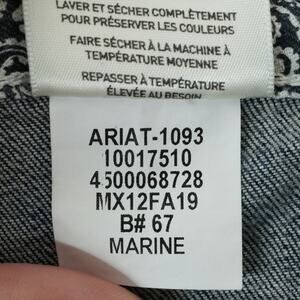 LAVER ET SÉCHER COMPLÈTEMENT
POUR PRÉSERVER LES COULEURS
FAIRE SÉCHER À LA MACHINE À
TEMPÉRATURE MOYENNE
REPASSER À TEMPÉRATURE
ÉLEVÉE AU BESOIN
ARIAT-1093
10017510
4500068728
MX12FA19
B# 67
MARINE